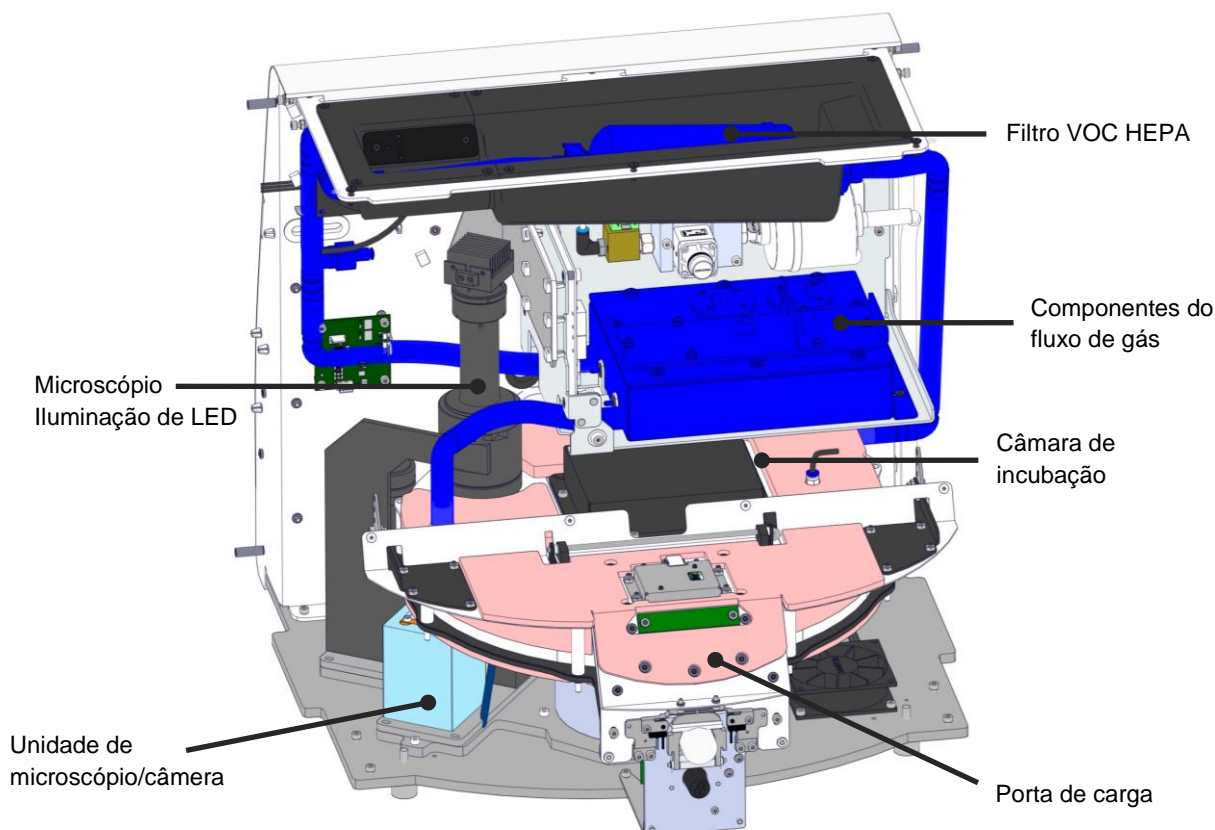 Filtro VOC HEPA
Componentes do
fluxo de gás
Microscópio
Iluminação de LED
Câmara de
incubação
Unidade de
microscópio/câmera
Porta de carga